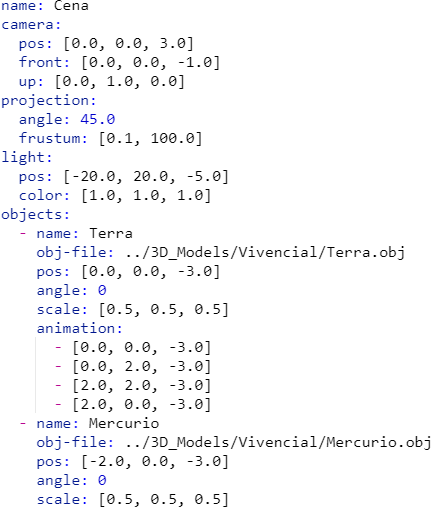 name: Cena
camera:
  pos: [0.0, 0.0, 3.0]
  front: [0.0, 0.0, -1.0]
  up: [0.0, 1.0, 0.0]
projection:
  angle: 45.0
  frustum: [0.1, 100.0]
light:
  pos: [-20.0, 20.0, -5.0]
  color: [1.0, 1.0, 1.0]
objects:
  - name: Terra
    obj-file: ../3D_Models/Vivencial/Terra.obj
    pos: [0.0, 0.0, -3.0]
    angle: 0
    scale: [0.5, 0.5, 0.5]
    animation:
      - [0.0, 0.0, -3.0]
      - [0.0, 2.0, -3.0]
      - [2.0, 2.0, -3.0]
      - [2.0, 0.0, -3.0]
  - name: Mercurio
    obj-file: ../3D_Models/Vivencial/Mercurio.obj
    pos: [-2.0, 0.0, -3.0]
    angle: 0
    scale: [0.5, 0.5, 0.5]